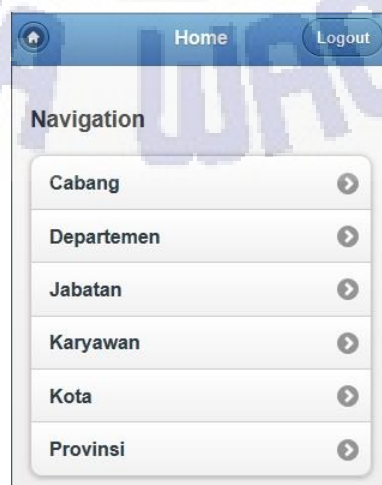 Home
Logout
Navigation
Cabang
Departemen
Jabatan
Karyawan
Kota
Provinsi